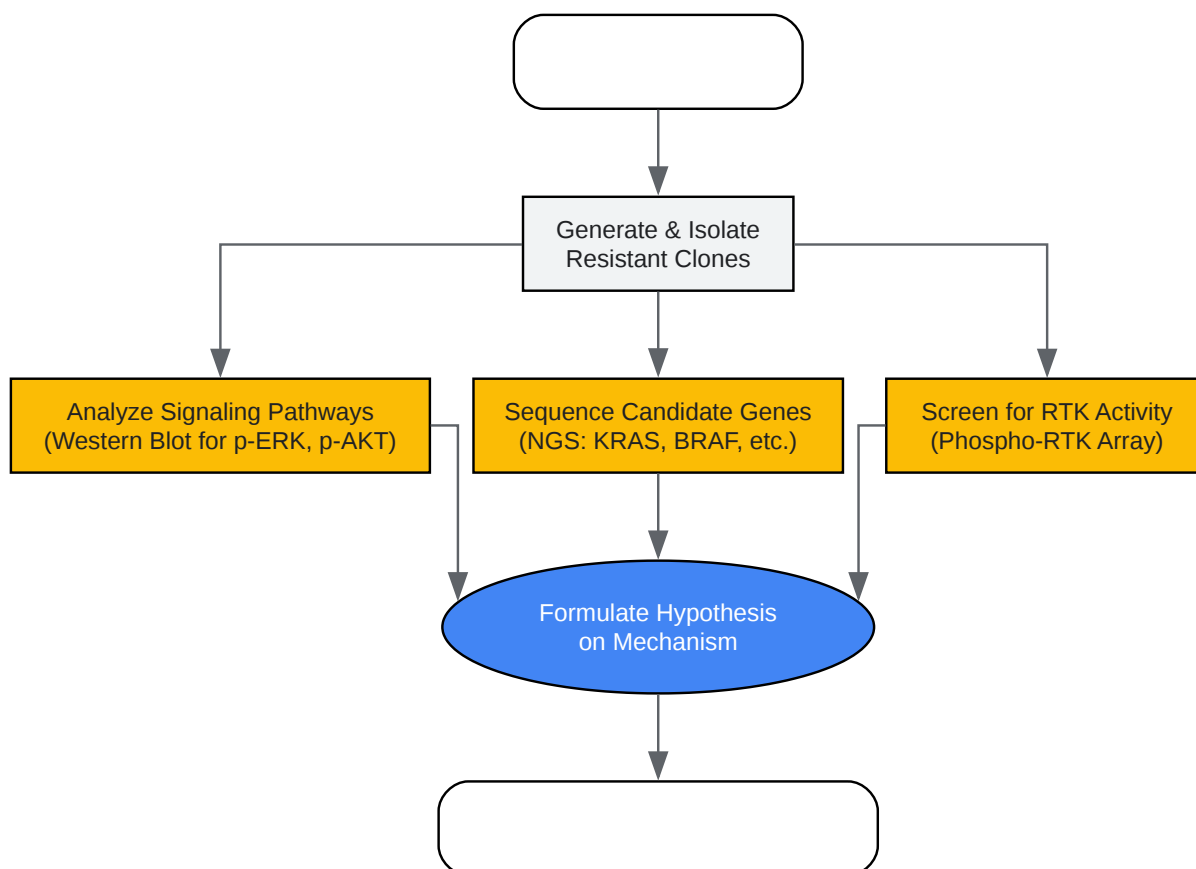 Generate & Isolate
Resistant Clones
Analyze Signaling Pathways
(Western Blot for p-ERK, p-AKT)
Sequence Candidate Genes
(NGS: KRAS, BRAF, etc.)
Screen for RTK Activity
(Phospho-RTK Array)
Formulate Hypothesis
on Mechanism